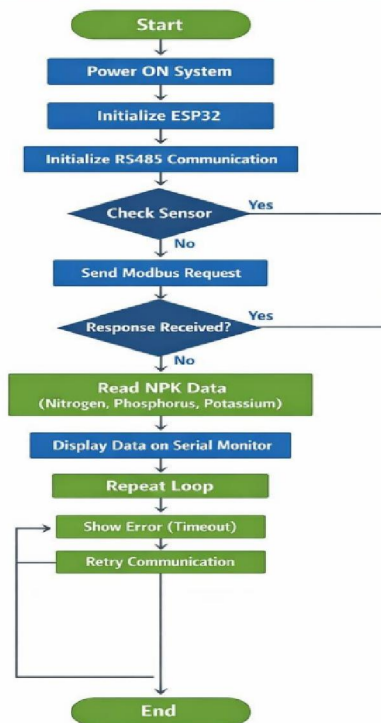 Start
Power ON System
Initialize ESP32
Initialize RS485 Communication
Check Sensor
Yes
No
Send Modbus Request
Response Received?
Yes
No
Read NPK Data
(Nitrogen, Phosphorus, Potassium)
Display Data on Serial Monitor
Repeat Loop
Show Error (Timeout)
Retry Communication
End